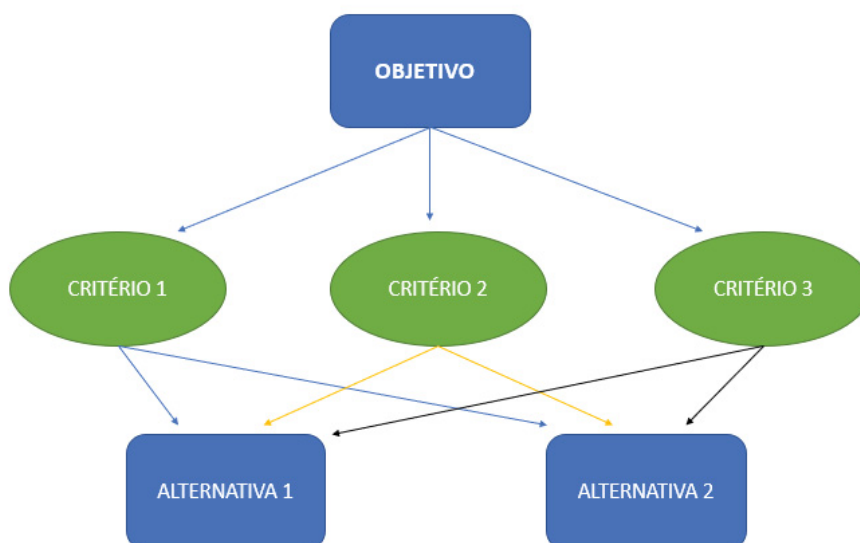 OBJETIVO
CRITÉRIO 1
CRITÉRIO 2
CRITÉRIO 3
ALTERNATIVA 1
ALTERNATIVA 2